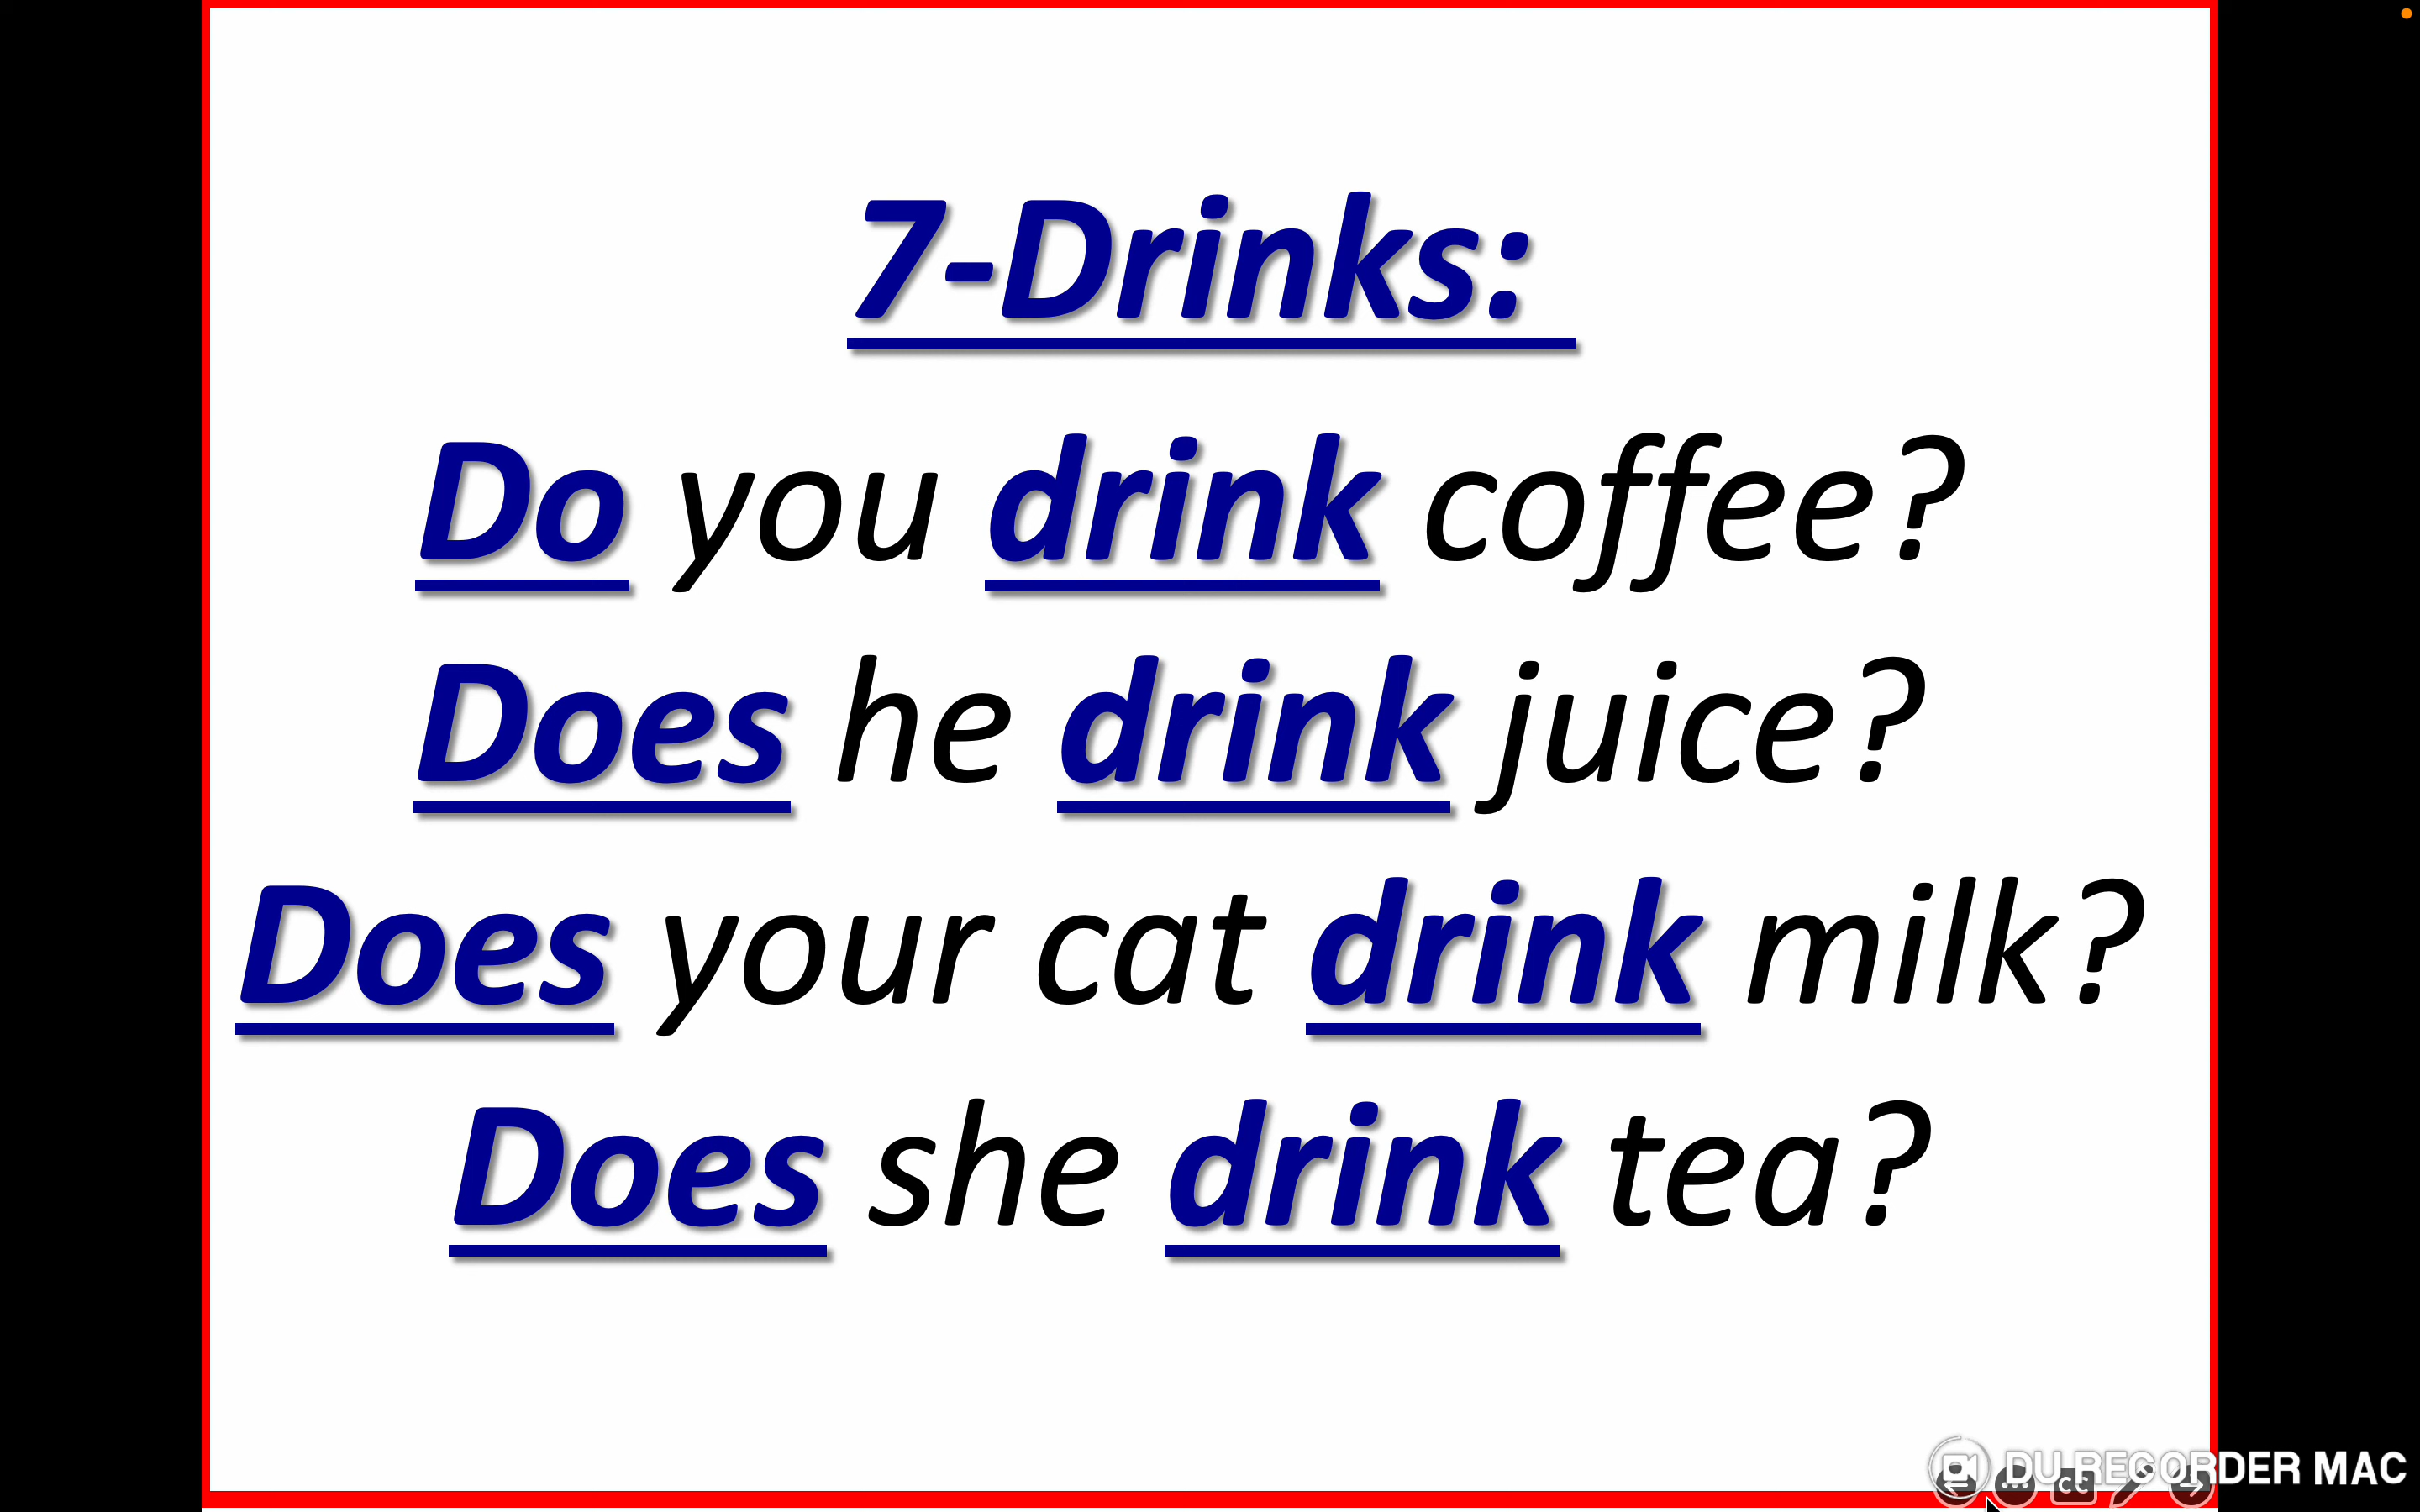 7-Drinks:
Do you drink coffee?
Does he drink juice?
Does your cat drink milk?
Does she drink tea?
DU RECORDER MAC
CC